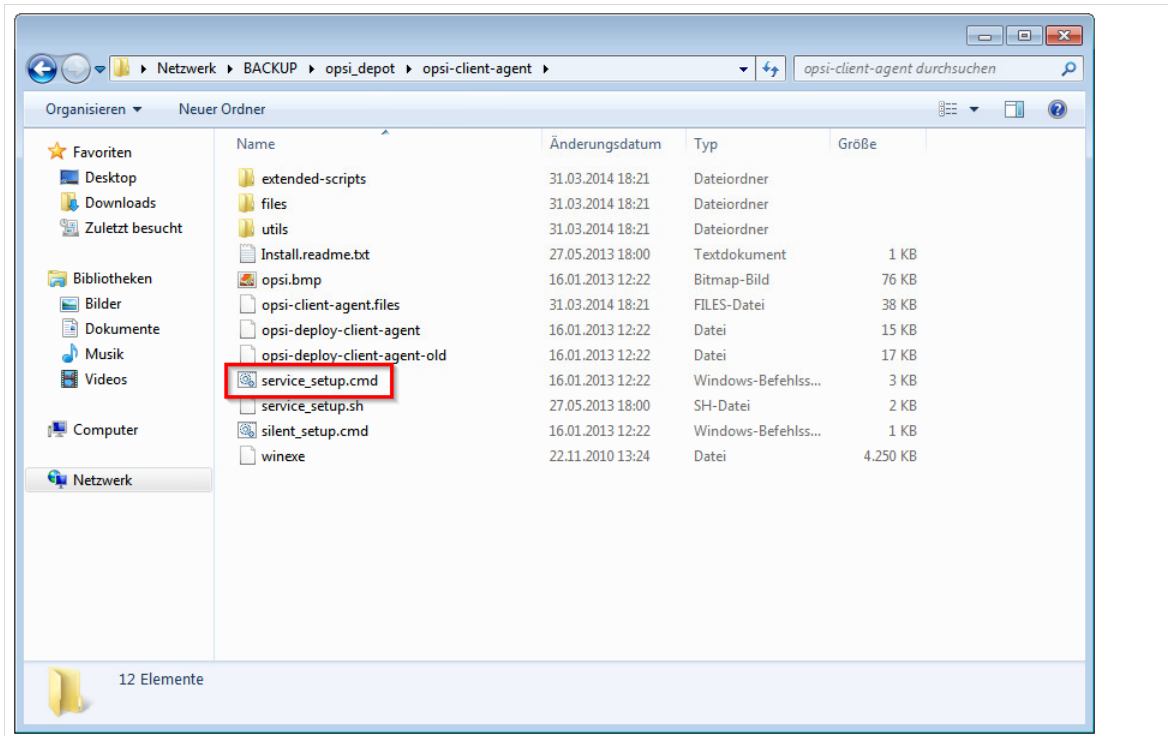 Netzwerk BACKUP opsi_depot opsi-client-agent opsi-client-agent durchsuchen
Organisieren Neuer Ordner
Favoriten
Desktop
Downloads
Zuletzt besucht
Bibliotheken
Bilder
Dokumente
Musik
Videos
Computer
Netzwerk
Name Änderungsdatum Typ Größe
extended-scripts 31.03.2014 18:21 Dateiordner
files 31.03.2014 18:21 Dateiordner
utils 31.03.2014 18:21 Dateiordner
Install.readme.txt 27.05.2013 18:00 Textdokument 1 KB
opsi.bmp 16.01.2013 12:22 Bitmap-Bild 76 KB
opsi-client-agent.files 31.03.2014 18:21 FILES-Datei 38 KB
opsi-deploy-client-agent 16.01.2013 12:22 Datei 15 KB
opsi-deploy-client-agent-old 16.01.2013 12:22 Datei 17 KB
service_setup.cmd 16.01.2013 12:22 Windows-Befehlss... 3 KB
service_setup.sh 27.05.2013 18:00 SH-Datei 2 KB
silent_setup.cmd 16.01.2013 12:22 Windows-Befehlss... 1 KB
winexe 22.11.2010 13:24 Datei 4.250 KB
12 Elemente